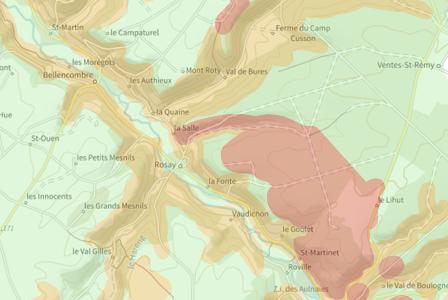 St-Martin
le Campaturel
Ferme du Camp
Cusson
les Moregots
Bellencombre
les Authieux
Mont Roty
Val de Bures
Ventes-St-Rémy
la Quaine
la Salle
St-Ouen
les Petits Mesnils
Rosay
la Fonte
les Innocents
les Grands Mesnils
Vaudichon
le Lihut
le Goulet
le Val Gilles
St-Martinet
Roville
Z.I. des Aulnaies
le Val de Boulogn